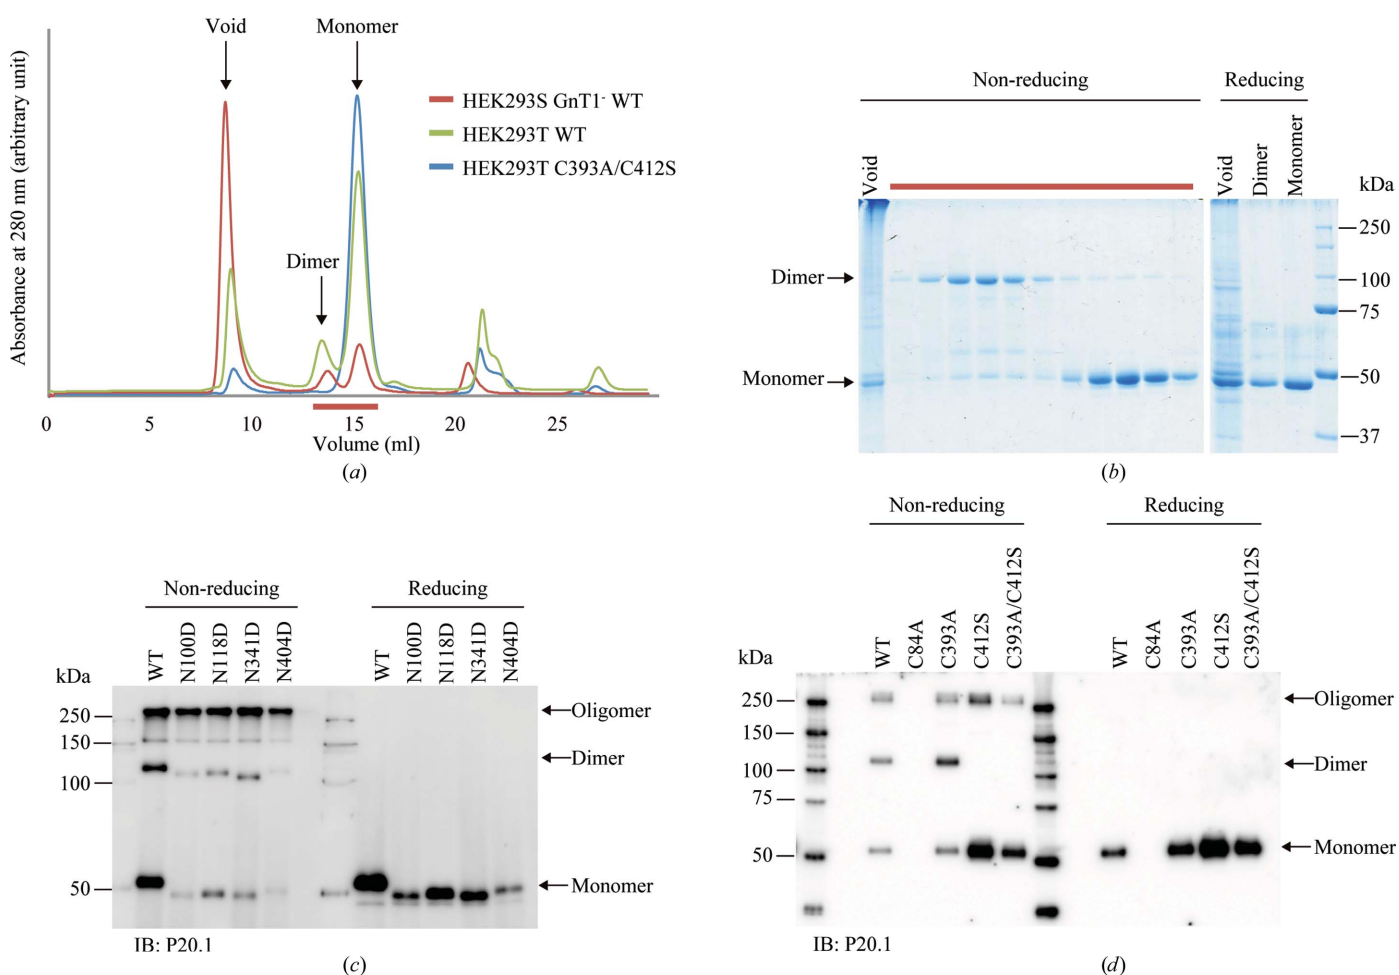 Void
Monomer
Dimer
Absorbance at 280 nm (arbitrary unit)
HEK293S GnT1- WT
HEK293T WT
HEK293T C393A/C412S
0
5
10
15
20
25
Volume (ml)
(a)
Non-reducing
Reducing
Void
Void
Dimer
Monomer
kDa
Dimer
Monomer
250
100
75
50
37
(b)
Non-reducing
Reducing
WT
N100D
N118D
N341D
N404D
WT
N100D
N118D
N341D
N404D
kDa
250
150
100
50
Oligomer
Dimer
Monomer
IB: P20.1
(c)
Non-reducing
Reducing
WT
C84A
C393A
C412S
C393A/C412S
WT
C84A
C393A
C412S
C393A/C412S
kDa
250
150
100
75
50
Oligomer
Dimer
Monomer
IB: P20.1
(d)